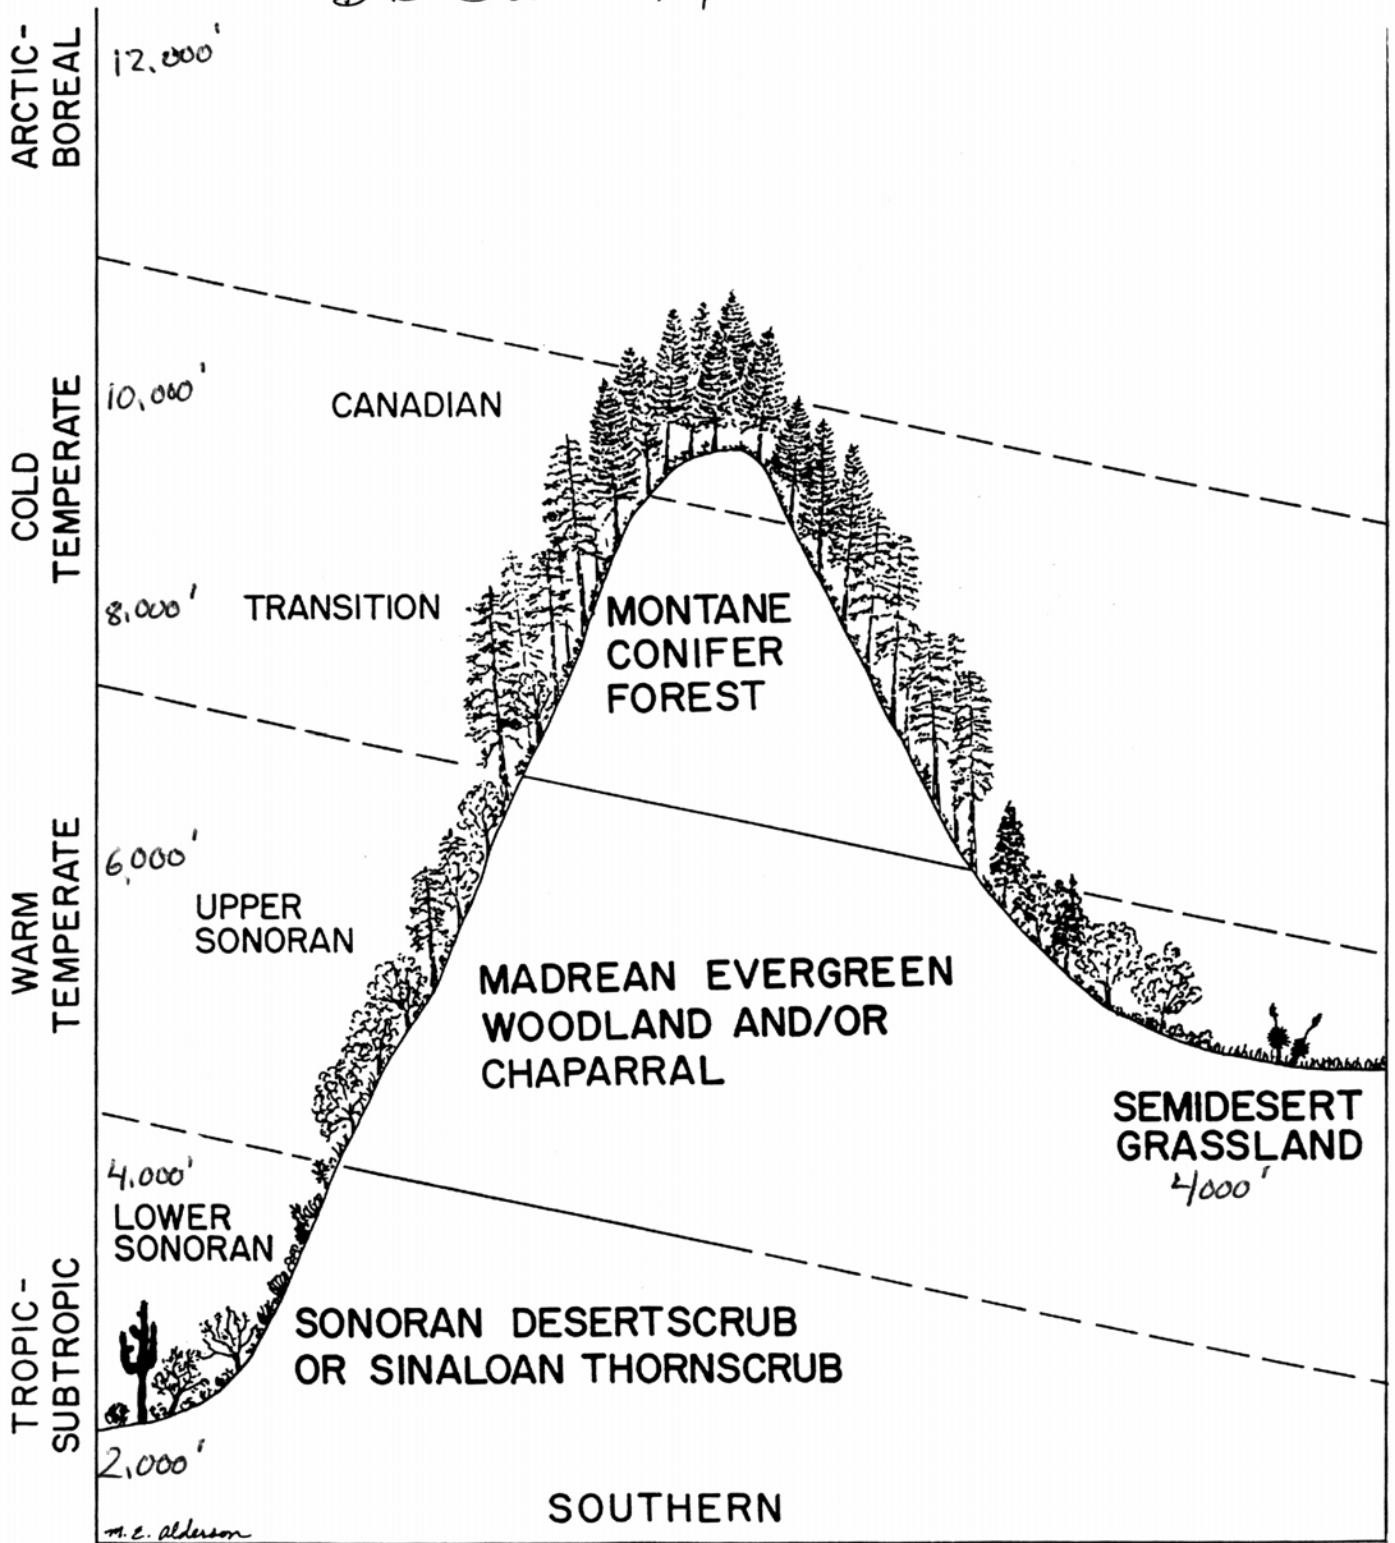 ARCTIC-
BOREAL
12,000'
10,000'
CANADIAN
COLD
TEMPERATE
8,000'
TRANSITION
MONTANE
CONIFER
FOREST
WARM
TEMPERATE
6,000'
UPPER
SONORAN
MADREAN EVERGREEN
WOODLAND AND/OR
CHAPARRAL
SEMIDESERT
GRASSLAND
4000'
4,000'
LOWER
SONORAN
TROPIC-
SUBTROPIC
SONORAN DESERTSCRUB
OR SINALOAN THORNSCRUB
2,000'
SOUTHERN
M. E. Alderson